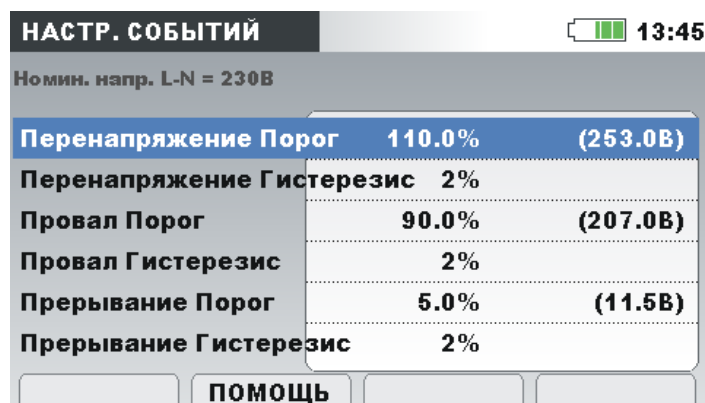 НАСТР. СОБЫТИЙ 13:45
Номин. напр. L-N = 230В
Перенапряжение Порог 110.0% (253.0В)
Перенапряжение Гистерезис 2%
Провал Порог 90.0% (207.0В)
Провал Гистерезис 2%
Прерывание Порог 5.0% (11.5В)
Прерывание Гистерезис 2%
ПОМОЩЬ